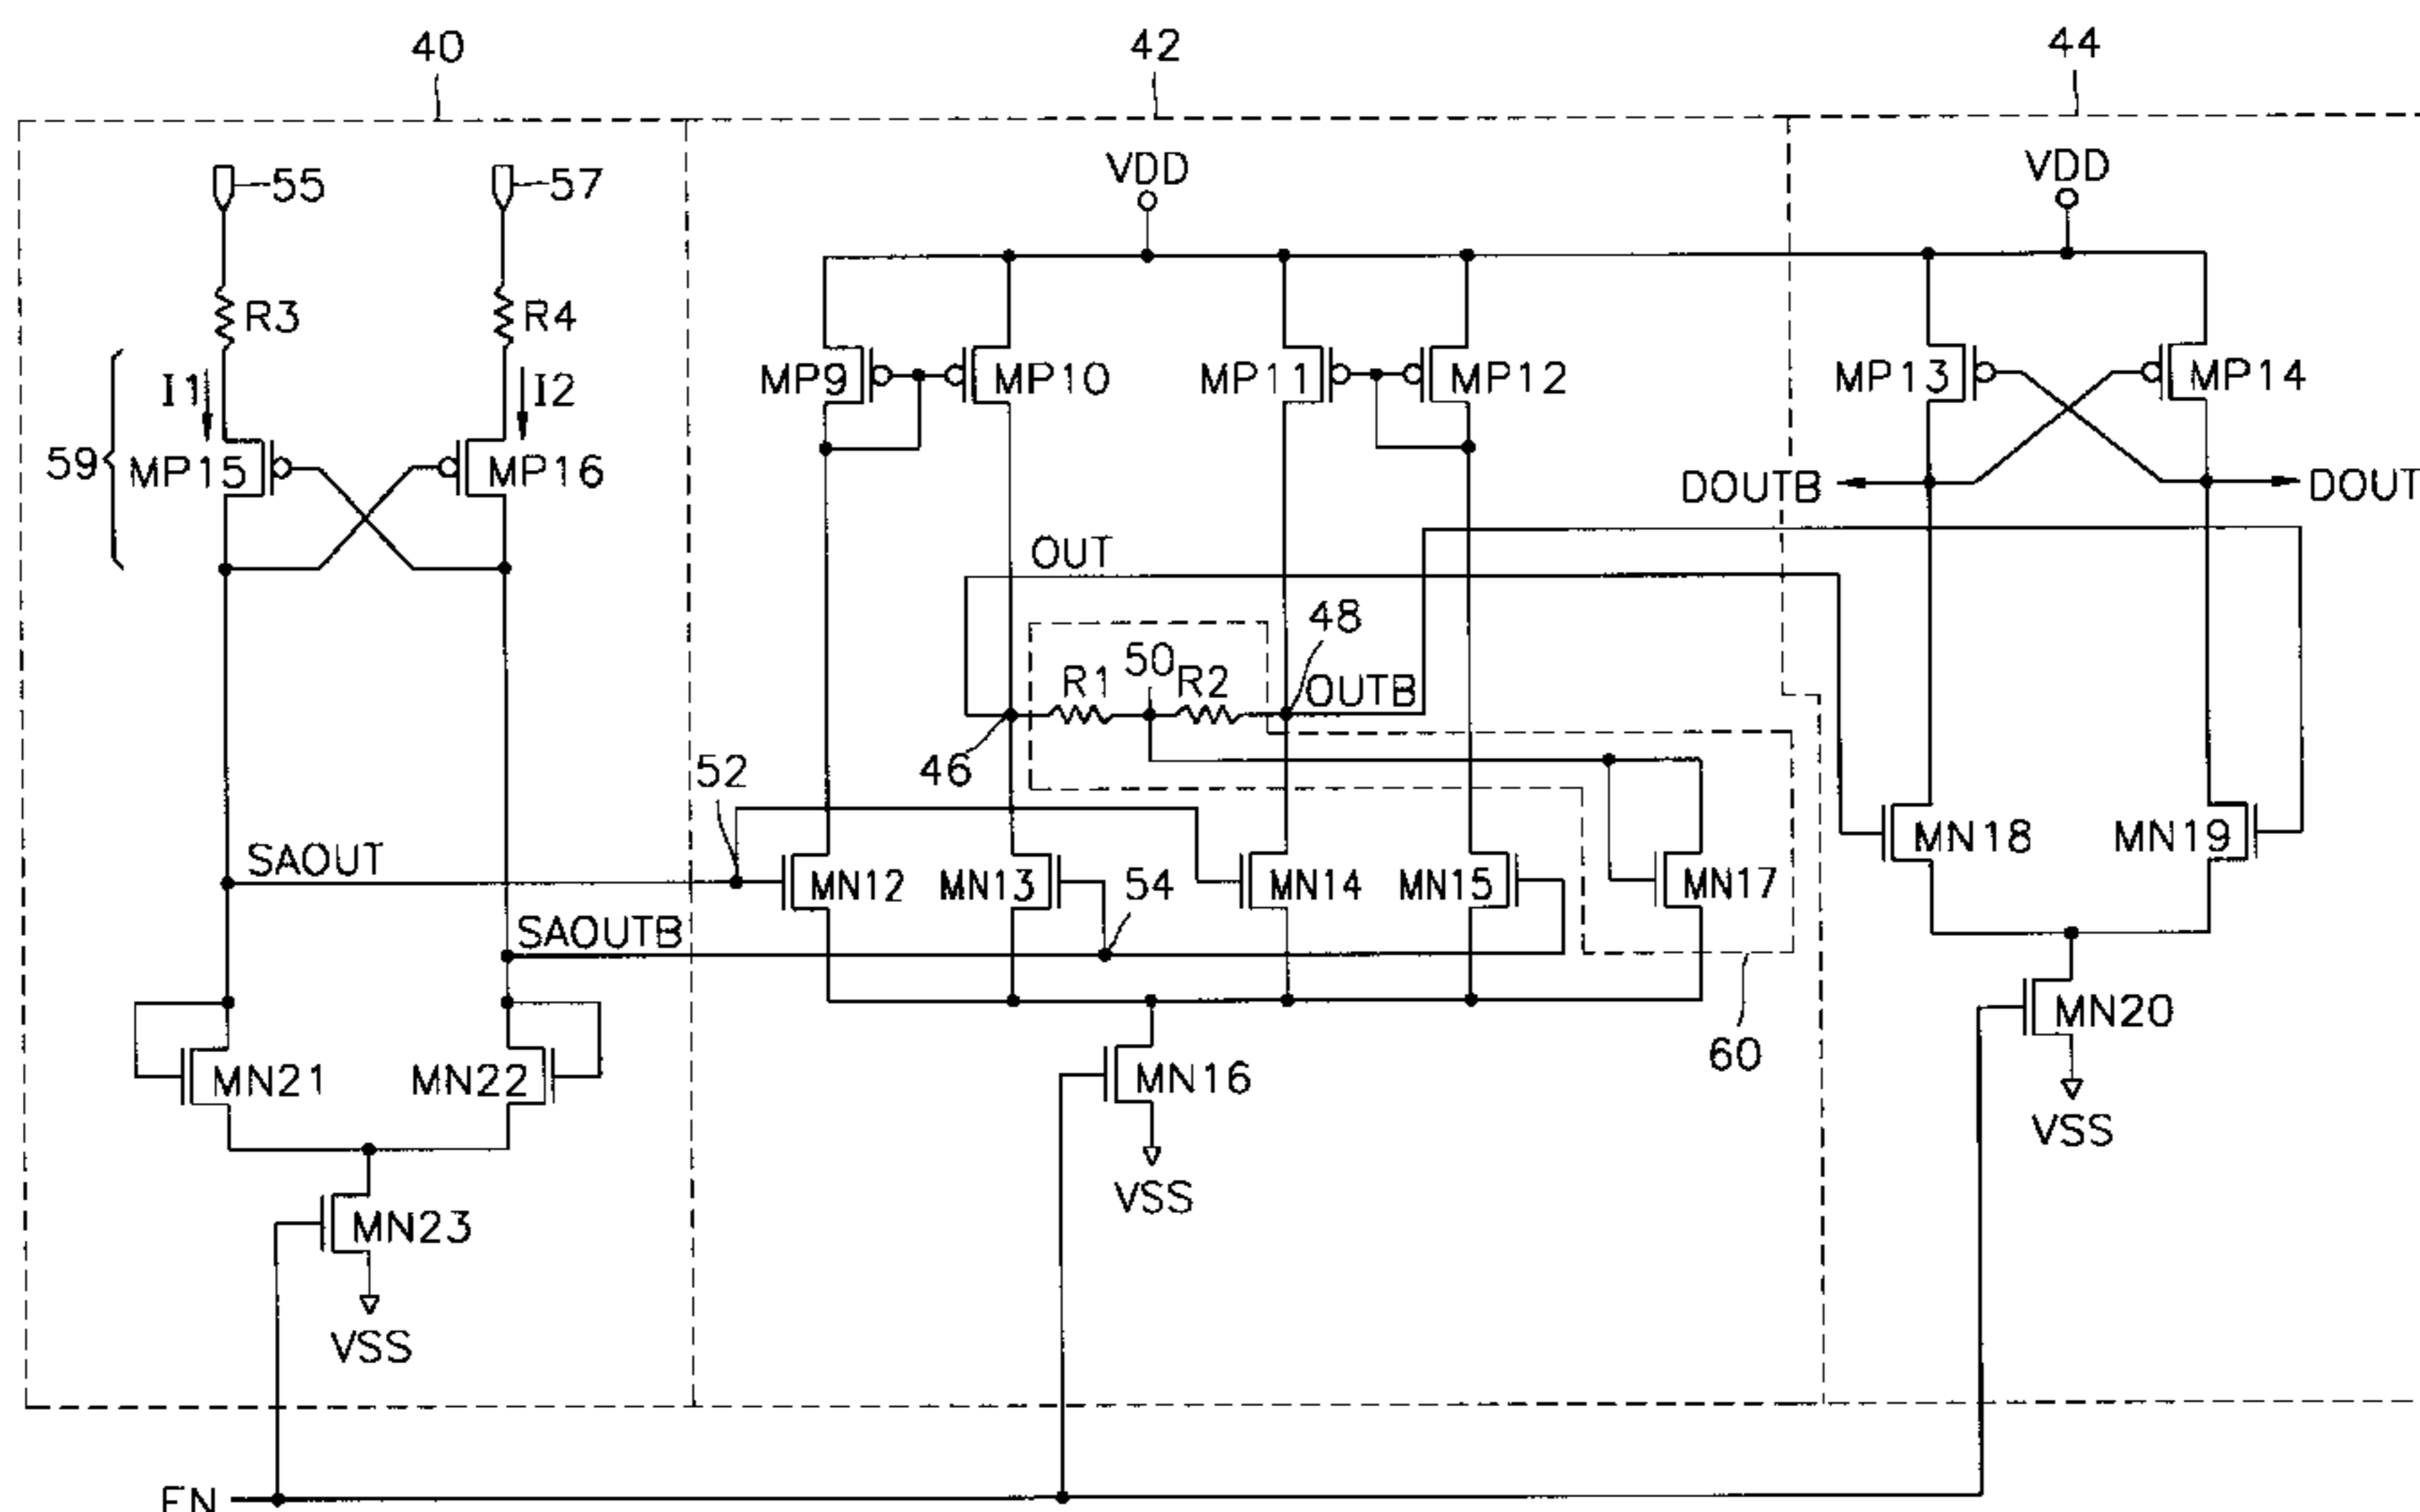 40
42
44
55
57
VDD
VDD
R3
R4
I1
I2
59
MP15
MP16
MP9
MP10
MP11
MP12
MP13
MP14
DOUTB
DOUT
OUT
48
50
R1
R2
OUTB
46
52
SAOUT
MN12
MN13
54
MN14
MN15
MN17
MN18
MN19
SAOUTB
60
MN20
VSS
MN21
MN22
MN16
VSS
MN23
VSS
EN